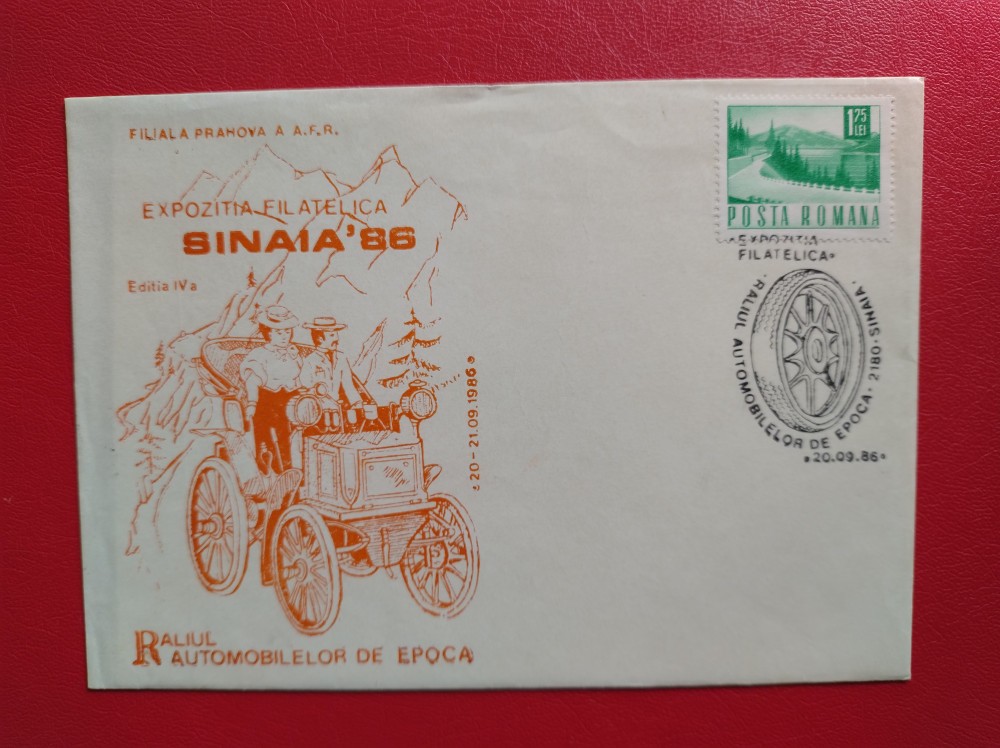 FILIALA PRAHOVA A A.F.R.
EXPOZITIA FILATELICA
SINAIA '86
Editia IV a
20-21.09.1986
RALIUL
AUTOMOBILELOR DE EPOCA
1.75
LEI
POSTA ROMANA
EXPOZITIA
FILATELICA
RALIUL AUTOMOBILELOR DE EPOCA · 2180 · SINAIA ·
20.09.86